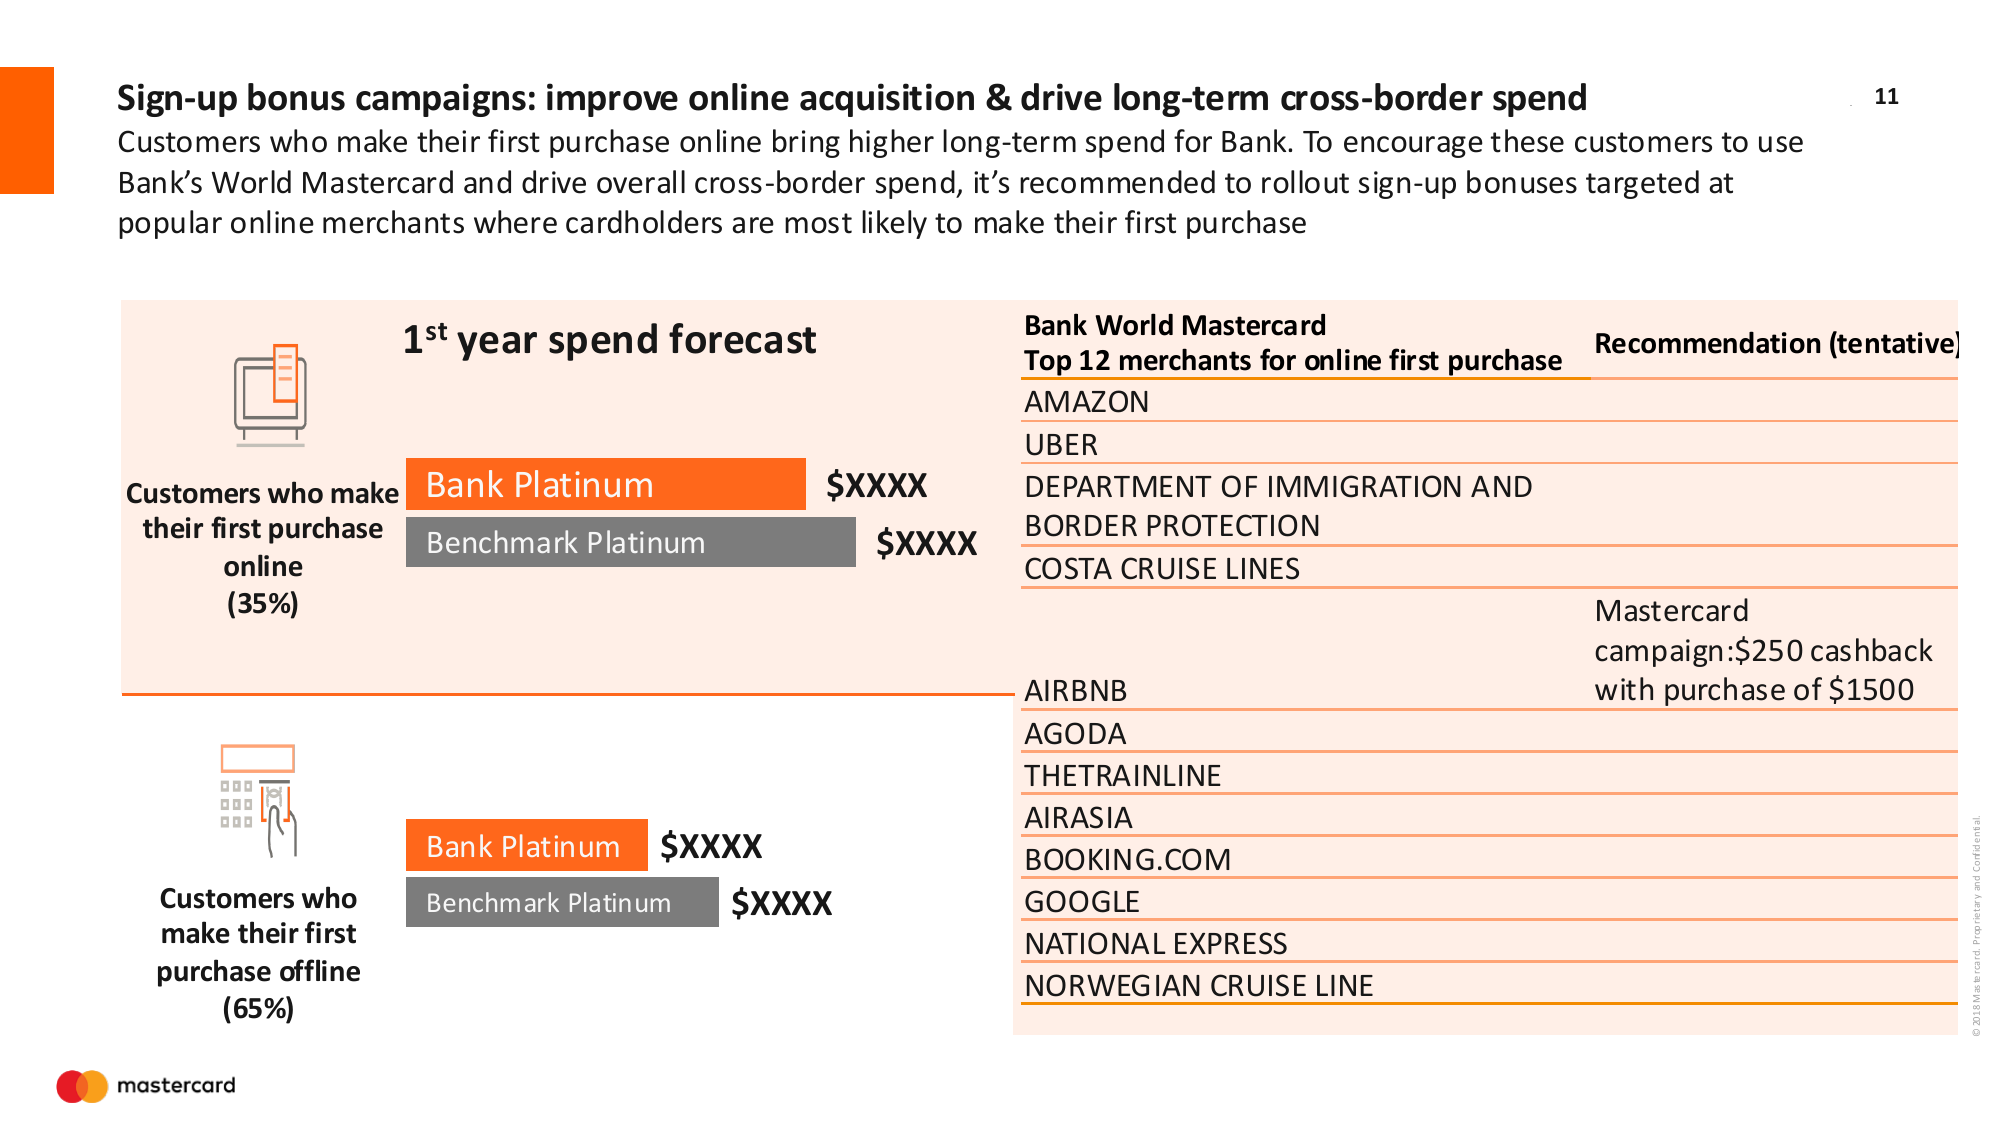 Sign-up bonus campaigns: improve online acquisition & drive long-term cross-border spend
11
Customers who make their first purchase online bring higher long-term spend for Bank. To encourage these customers to use
Bank’s World Mastercard and drive overall cross-border spend, it’s recommended to rollout sign-up bonuses targeted at
popular online merchants where cardholders are most likely to make their first purchase
1st year spend forecast
Customers who make
their first purchase
online
(35%)
Bank Platinum $XXXX
Benchmark Platinum $XXXX
Customers who
make their first
purchase offline
(65%)
Bank Platinum $XXXX
Benchmark Platinum $XXXX
Bank World Mastercard
Top 12 merchants for online first purchase
Recommendation (tentative)
AMAZON
UBER
DEPARTMENT OF IMMIGRATION AND
BORDER PROTECTION
COSTA CRUISE LINES
Mastercard
campaign:$250 cashback
with purchase of $1500
AIRBNB
AGODA
THETRAINLINE
AIRASIA
BOOKING.COM
GOOGLE
NATIONAL EXPRESS
NORWEGIAN CRUISE LINE
©2018 Mastercard. Proprietary and Confidential.
mastercard